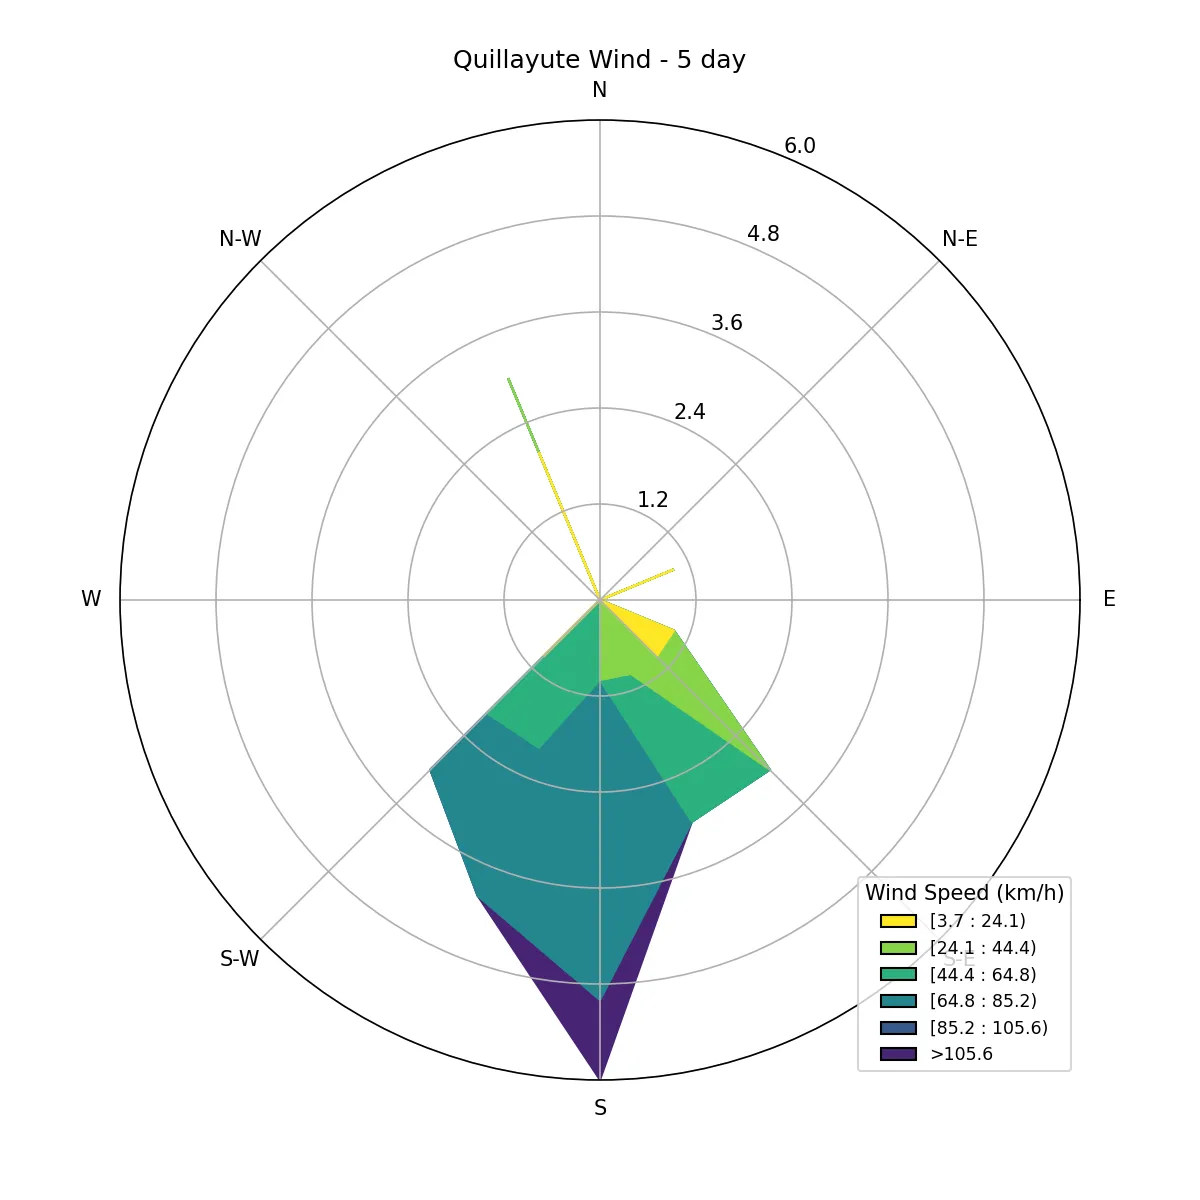 Quillayute Wind - 5 day
N
6.0
N-W
N-E
4.8
3.6
2.4
1.2
W
E
S-W
S-E
Wind Speed (km/h)
[3.7 : 24.1)
[24.1 : 44.4)
[44.4 : 64.8)
[64.8 : 85.2)
[85.2 : 105.6)
>105.6
S